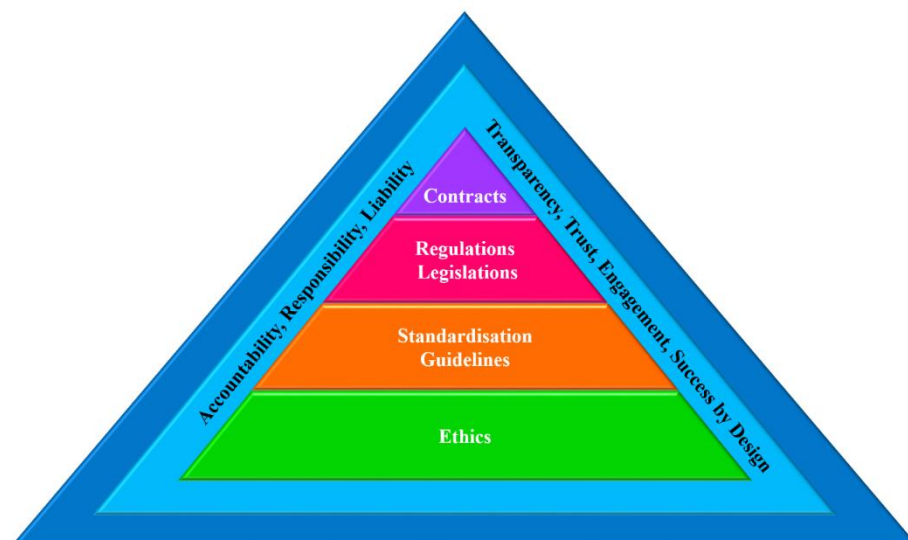 Contracts
Regulations
Legislations
Standardisation
Guidelines
Ethics
Accountability, Responsibility, Liability
Transparency, Trust, Engagement, Success by Design